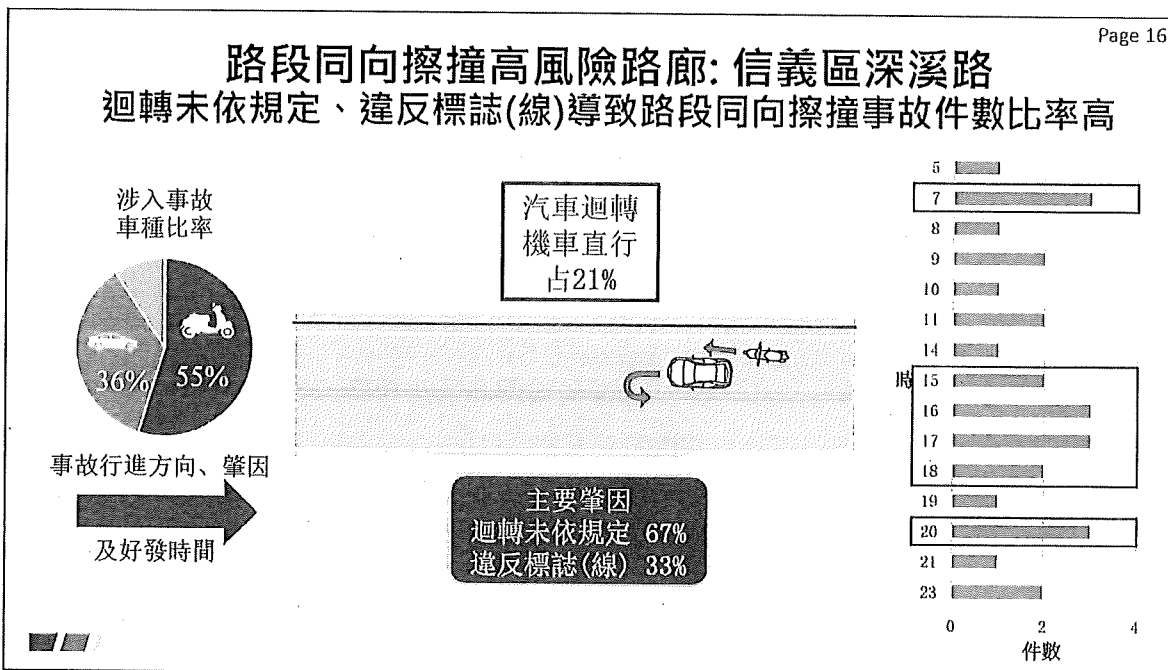 Page 16
路段同向擦撞高風險路廊: 信義區深溪路
迴轉未依規定、違反標誌(線)導致路段同向擦撞事故件數比率高
涉入事故
車種比率
36%
55%
事故行進方向、肇因
及好發時間
汽車迴轉
機車直行
占21%
主要肇因
迴轉未依規定 67%
違反標誌(線) 33%
時
5
7
8
9
10
11
14
15
16
17
18
19
20
21
23
0 2 4
件數